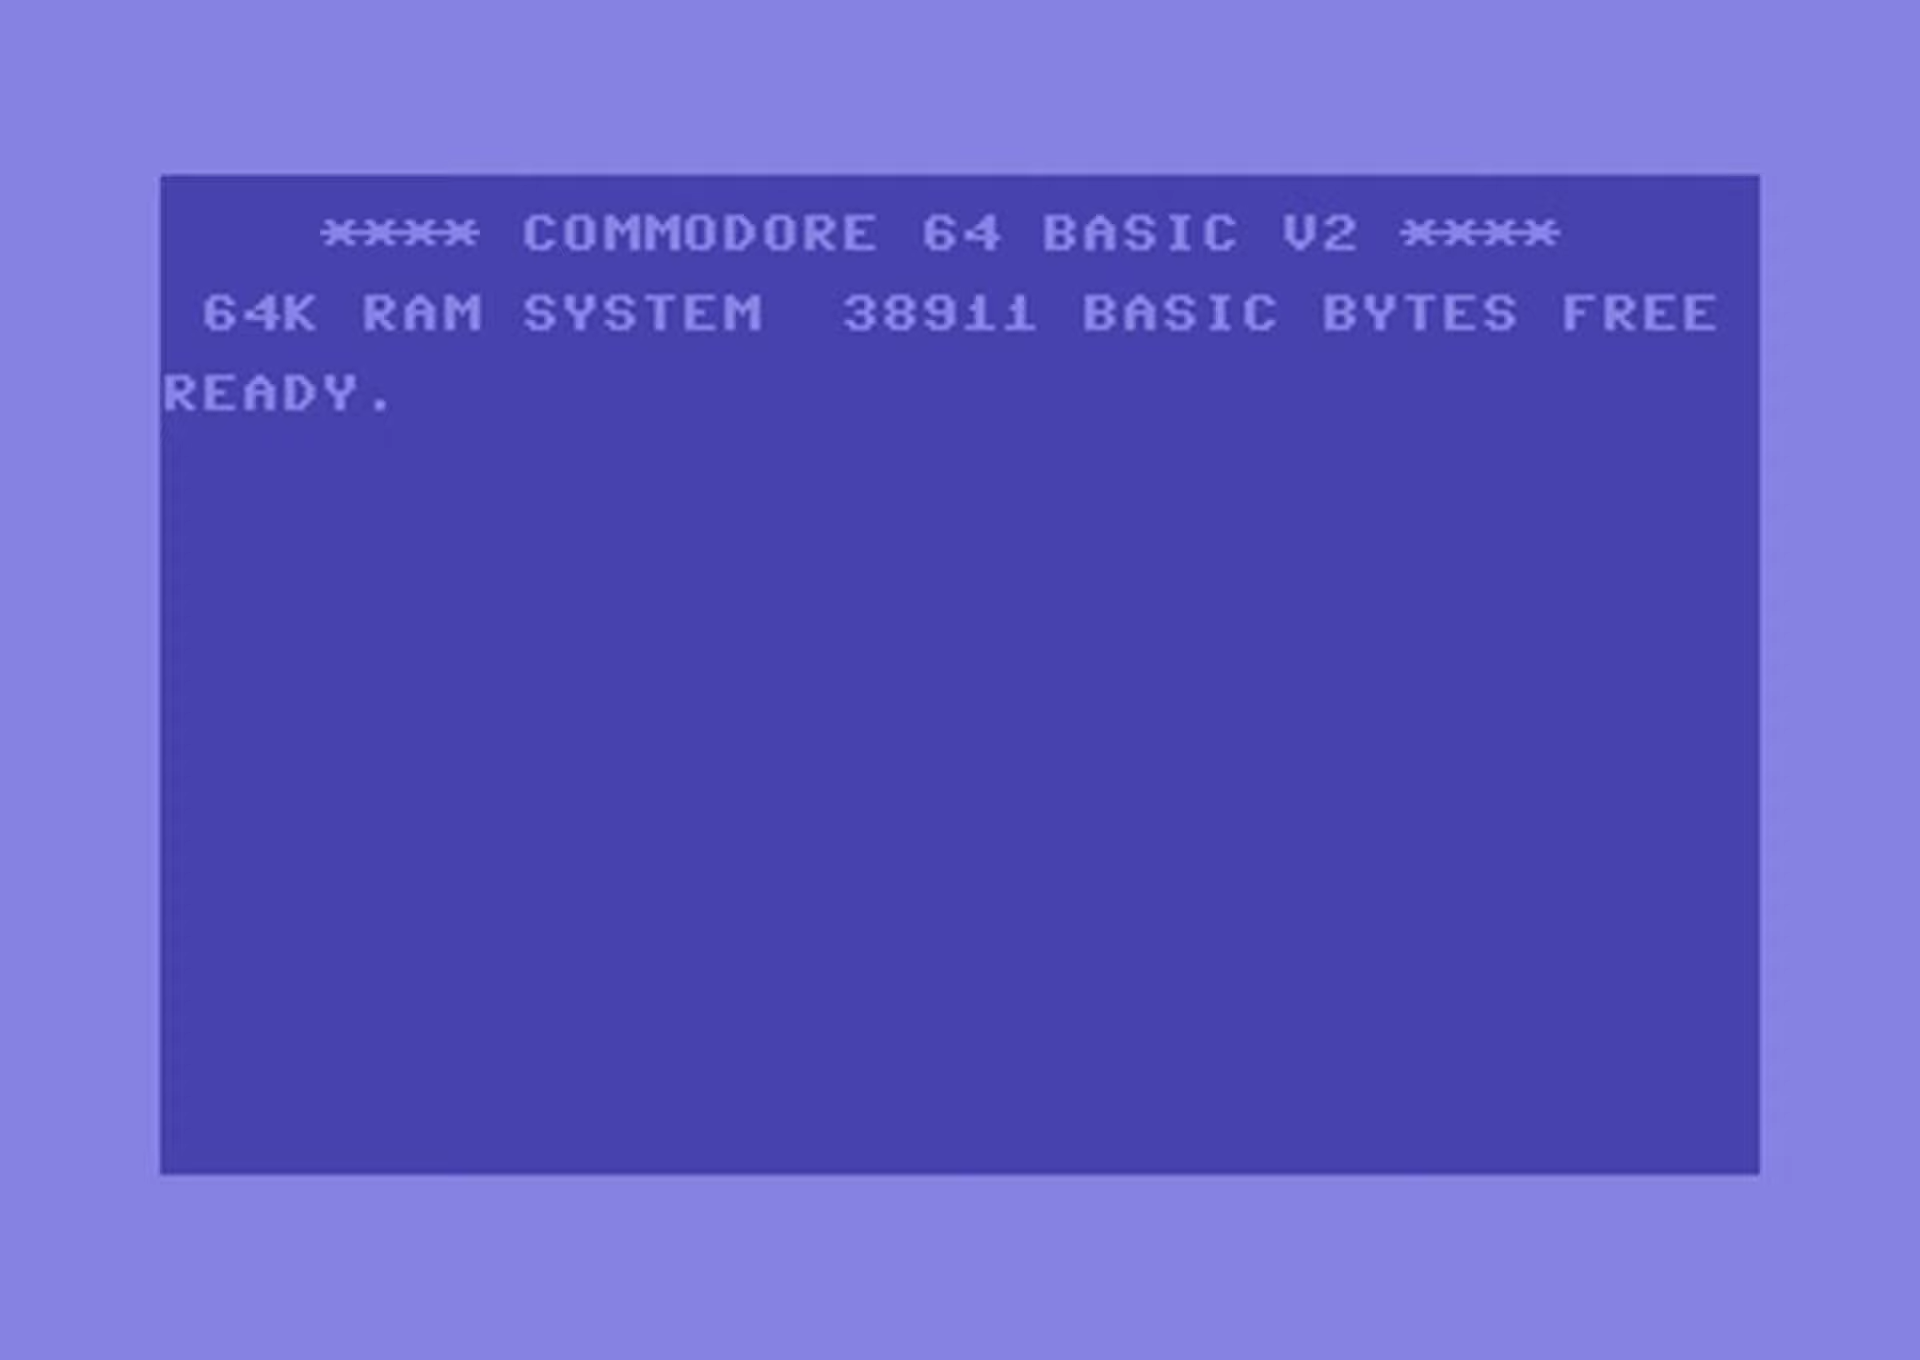 **** COMMODORE 64 BASIC V2 ****
64K RAM SYSTEM  38911 BASIC BYTES FREE
READY.